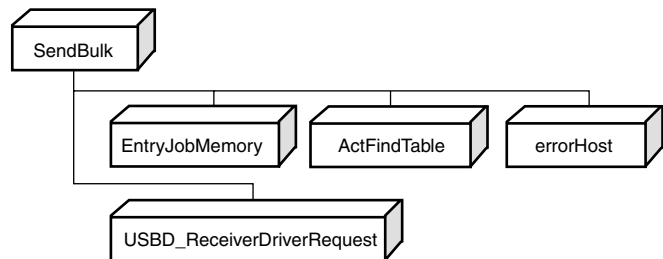 SendBulk
EntryJobMemory
ActFindTable
errorHost
USBD_ReceiverDriverRequest